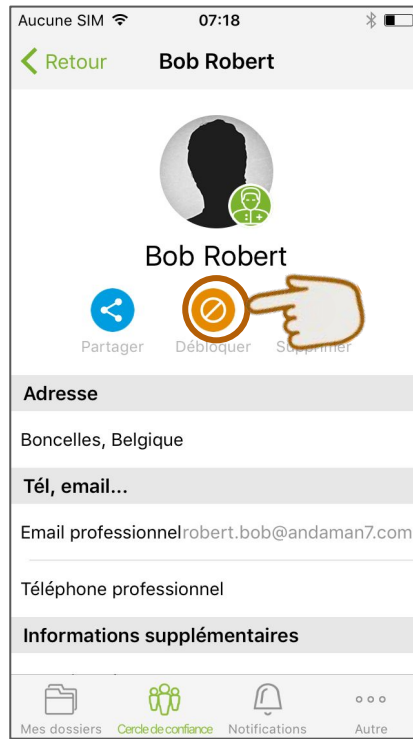 Aucune SIM 07:18
Retour Bob Robert
Bob Robert
Partager Débloquer Supprimer
Adresse
Boncelles, Belgique
Tél, email...
Email professionnel robert.bob@andaman7.com
Téléphone professionnel
Informations supplémentaires
Mes dossiers Cercle de confiance Notifications Autre